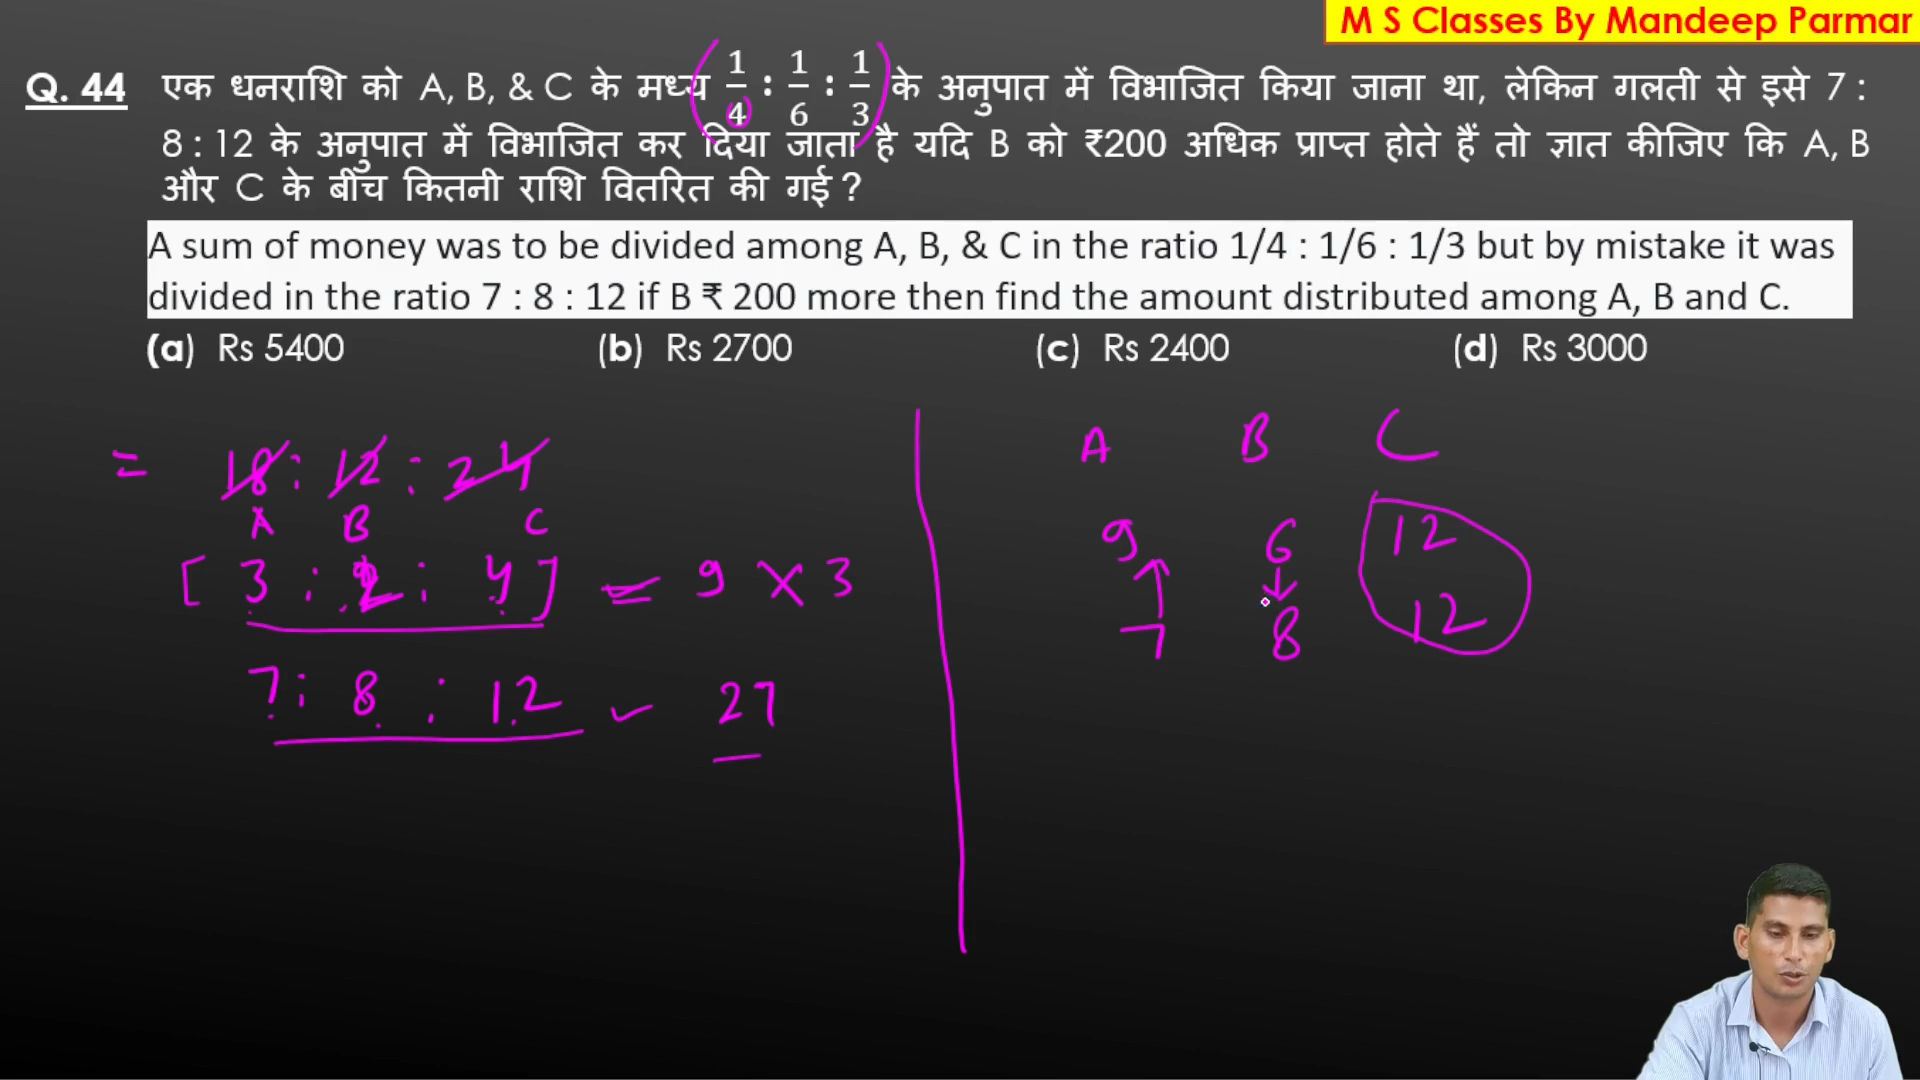 M S Classes By Mandeep Parmar
Q. 44 एक धनराशि को A, B, & C के मध्य (1/4 : 1/6 : 1/3) के अनुपात में विभाजित किया जाना था, लेकिन गलती से इसे 7 :
8 : 12 के अनुपात में विभाजित कर दिया जाता है यदि B को ₹200 अधिक प्राप्त होते हैं तो ज्ञात कीजिए कि A, B
और C के बीच कितनी राशि वितरित की गई ?
A sum of money was to be divided among A, B, & C in the ratio 1/4 : 1/6 : 1/3 but by mistake it was
divided in the ratio 7 : 8 : 12 if B ₹ 200 more then find the amount distributed among A, B and C.
(a) Rs 5400 (b) Rs 2700 (c) Rs 2400 (d) Rs 3000
= 18 : 12 : 24
A B C
[ 3 : 2 : 4 ] = 9 × 3
7 : 8 : 12 27
A B C
9 6 12
7 8 12